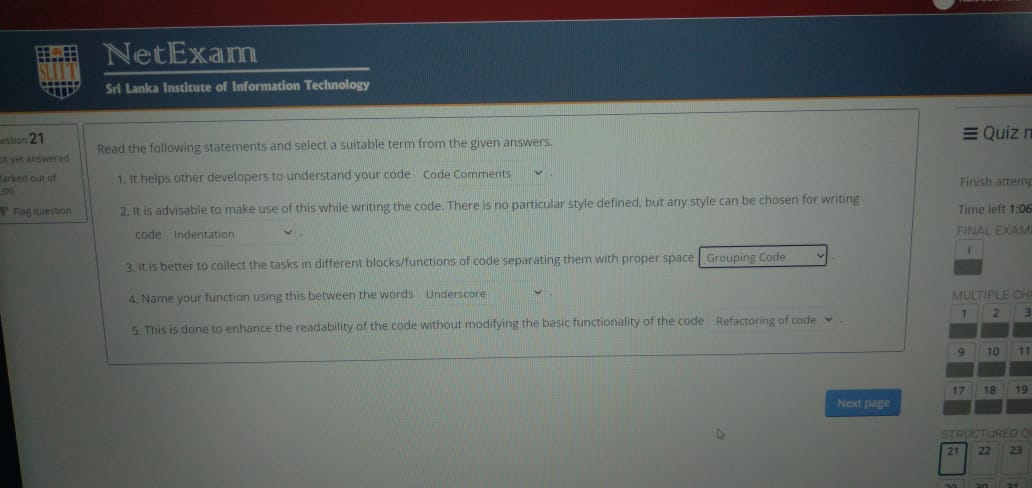 SLIIT
NetExam
Sri Lanka Institute of Information Technology
estion 21
ot yet answered
arked out of
.00
Flag question
Read the following statements and select a suitable term from the given answers.
1. It helps other developers to understand your code Code Comments .
2. It is advisable to make use of this while writing the code. There is no particular style defined, but any style can be chosen for writing
code Indentation .
3. It is better to collect the tasks in different blocks/functions of code separating them with proper space Grouping Code .
4. Name your function using this between the words Underscore .
5. This is done to enhance the readability of the code without modifying the basic functionality of the code Refactoring of code .
Next page
Quiz n
Finish attemp
Time left 1:06
FINAL EXAM
i
MULTIPLE CH
1 2 3
9 10 11
17 18 19
STRUCTURED Q
21 22 23
29 30 31